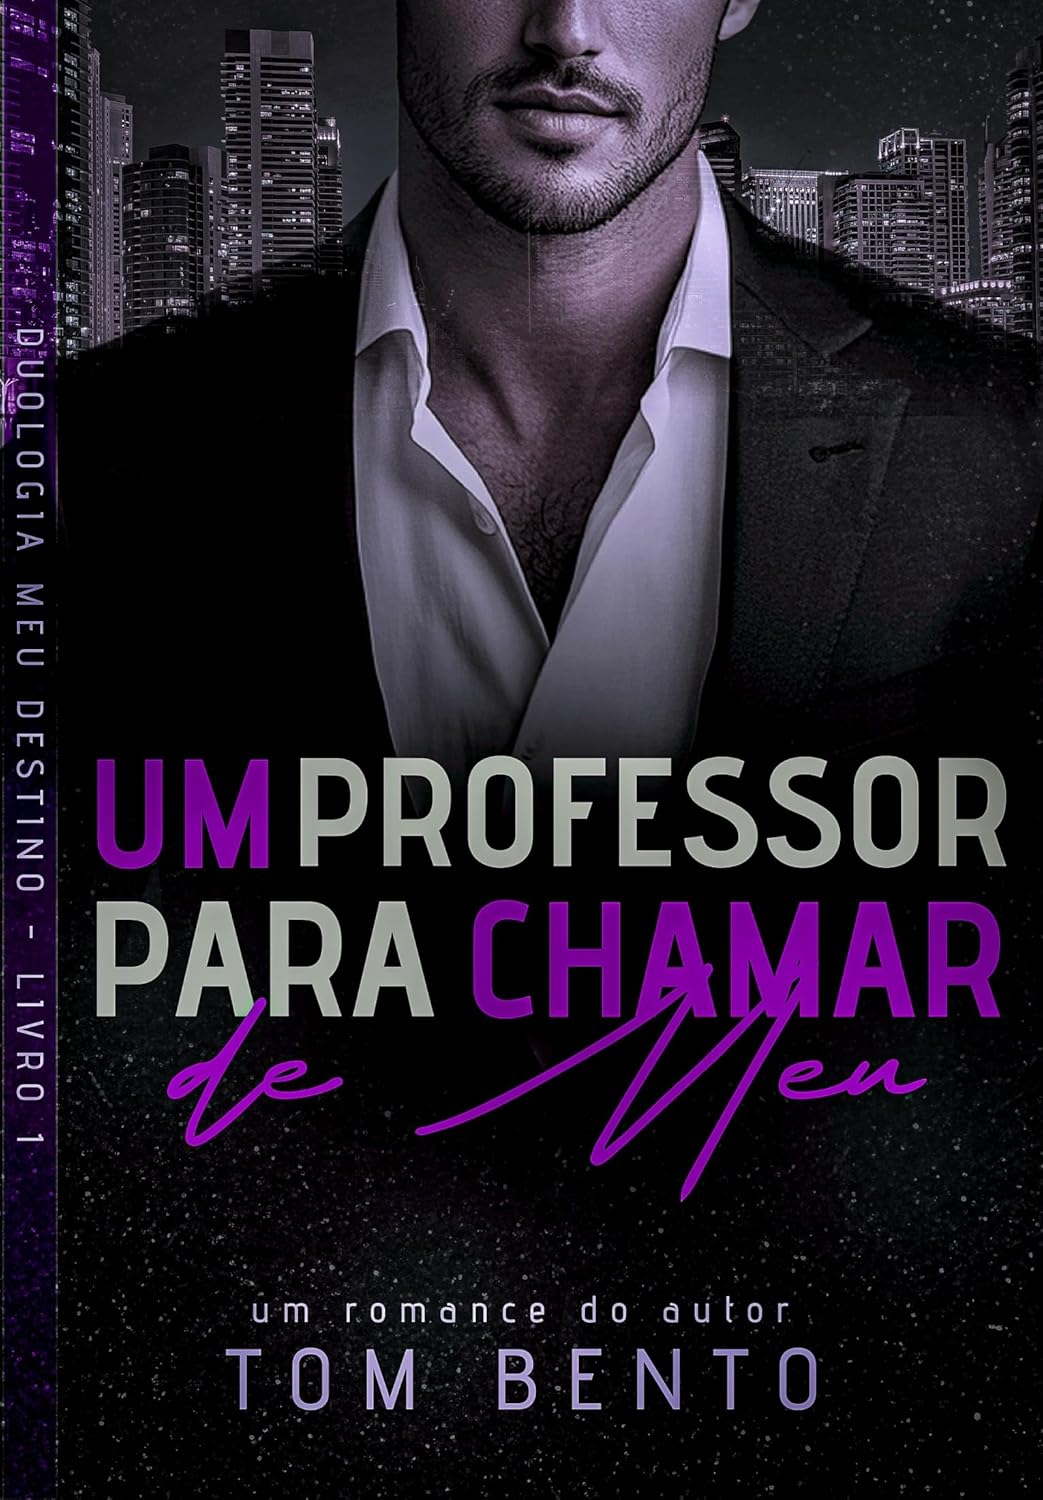 DUOLOGIA MEU DESTINO - LIVRO 1
UM PROFESSOR
PARA CHAMAR
de Meu
um romance do autor
TOM BENTO